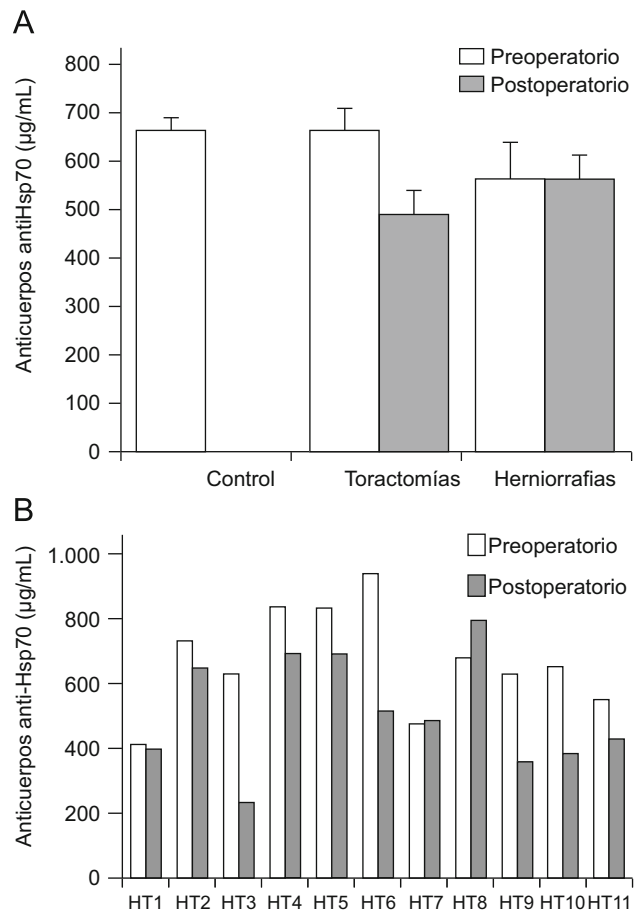 A
Anticuerpos antiHsp70 (µg/mL)
800
700
600
500
400
300
200
100
0
Preoperatorio
Postoperatorio
Control
Toractomías
Herniorrafias
B
Anticuerpos anti-Hsp70 (µg/mL)
1.000
800
600
400
200
0
Preoperatorio
Postoperatorio
HT1 HT2 HT3 HT4 HT5 HT6 HT7 HT8 HT9 HT10 HT11